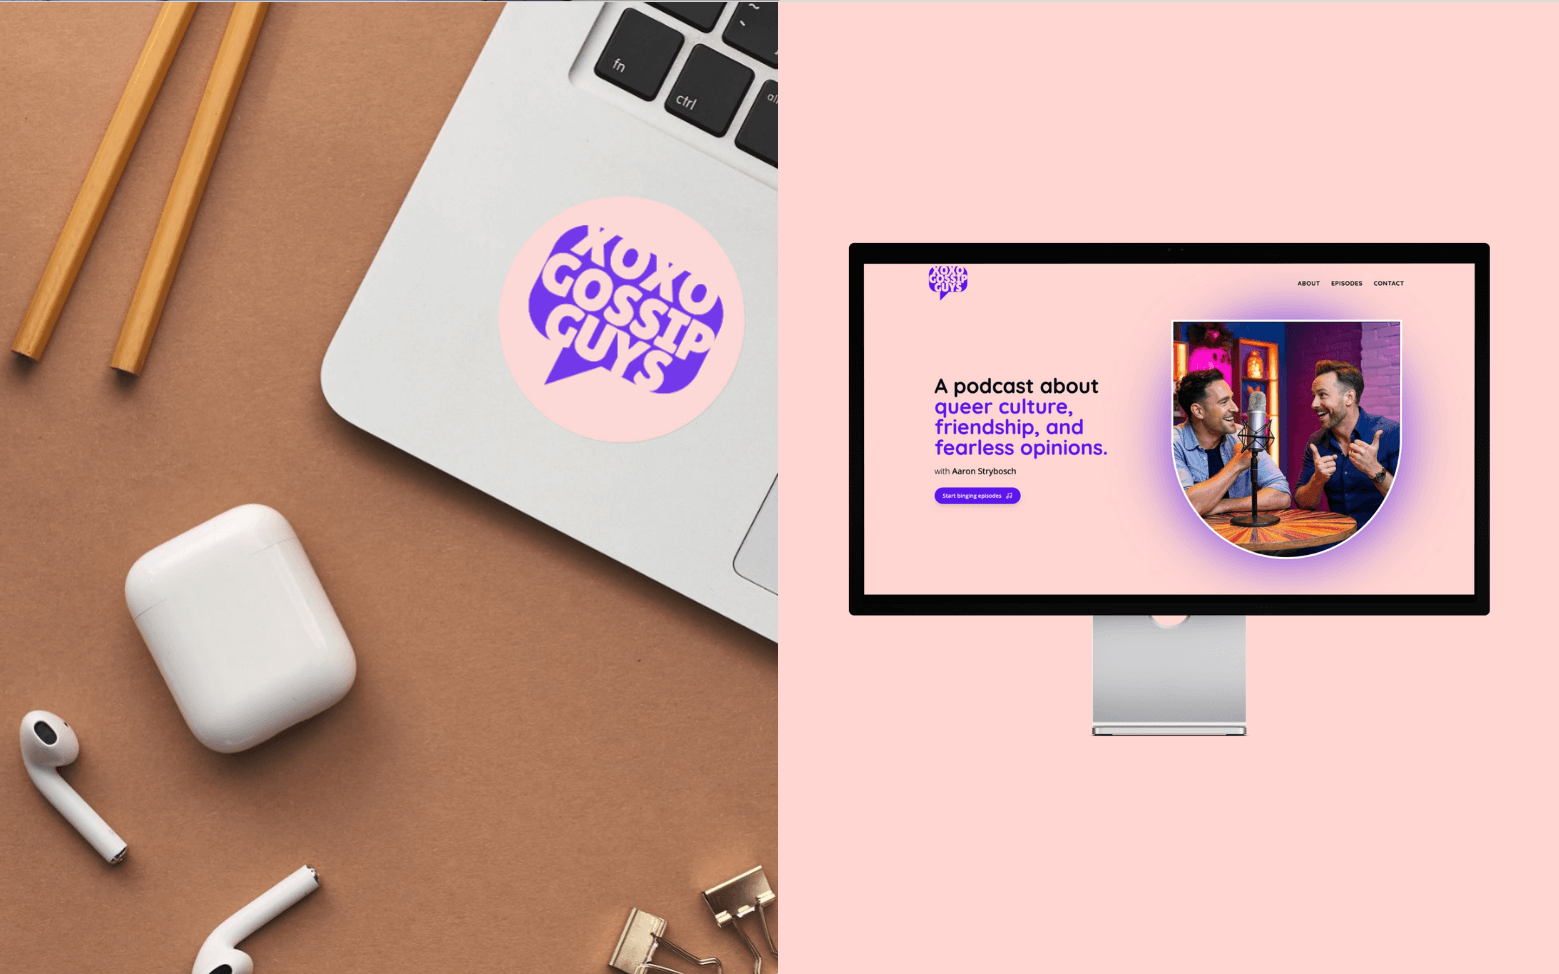 fn
ctrl
XOXO
GOSSIP
GUYS
XOXO
GOSSIP
GUYS
ABOUT EPISODES CONTACT
A podcast about
queer culture,
friendship, and
fearless opinions.
with Aaron Strybosch
Start binging episodes